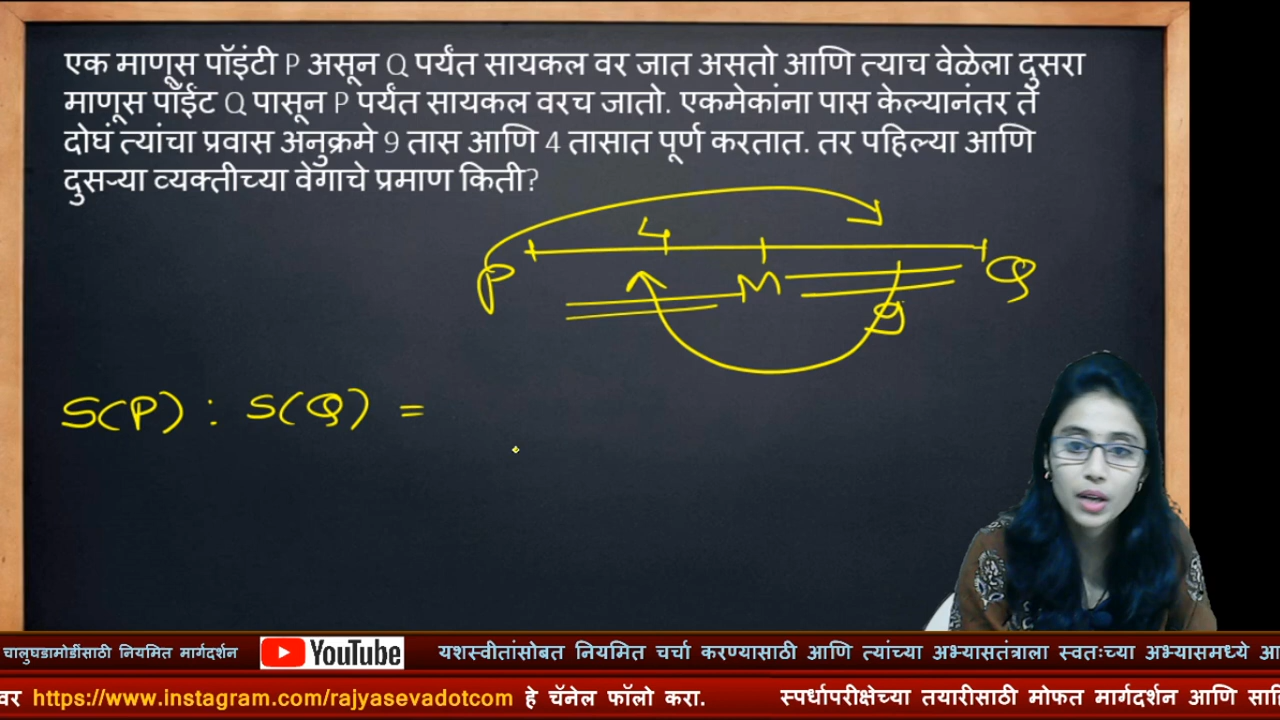 एक माणूस पॉइंटी P असून Q पर्यंत सायकल वर जात असतो आणि त्याच वेळेला दुसरा
माणूस पॉईंट Q पासून P पर्यंत सायकल वरच जातो. एकमेकांना पास केल्यानंतर ते
दोघं त्यांचा प्रवास अनुक्रमे 9 तास आणि 4 तासात पूर्ण करतात. तर पहिल्या आणि
दुसऱ्या व्यक्तीच्या वेगाचे प्रमाण किती?
4
P M Q
9
S(P) : S(Q) =
चालुघडामोडींसाठी नियमित मार्गदर्शन YouTube यशस्वीतांसोबत नियमित चर्चा करण्यासाठी आणि त्यांच्या अभ्यासतंत्राला स्वतःच्या अभ्यासमध्ये आ
वर https://www.instagram.com/rajyasevadotcom हे चॅनेल फॉलो करा. स्पर्धापरीक्षेच्या तयारीसाठी मोफत मार्गदर्शन आणि साहि